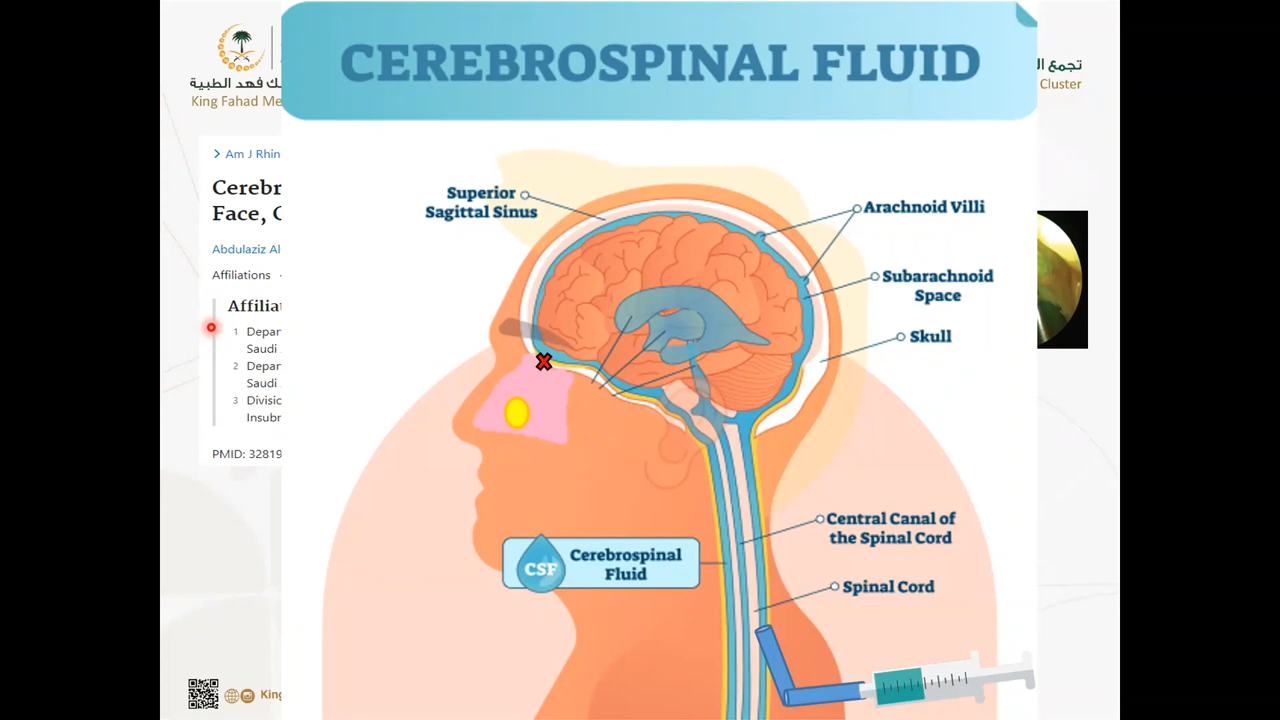 CEREBROSPINAL FLUID
ك فهد الطبية
King Fahad Me
تجمع ال
Cluster
Am J Rhin
Cerebr
Face, C
Abdulaziz Al
Affiliations
Affilia
1 Depar
Saudi
2 Depar
Saudi
3 Divisio
Insubr
PMID: 32819
Superior
Sagittal Sinus
Arachnoid Villi
Subarachnoid
Space
Skull
Central Canal of
the Spinal Cord
CSF
Cerebrospinal
Fluid
Spinal Cord
King